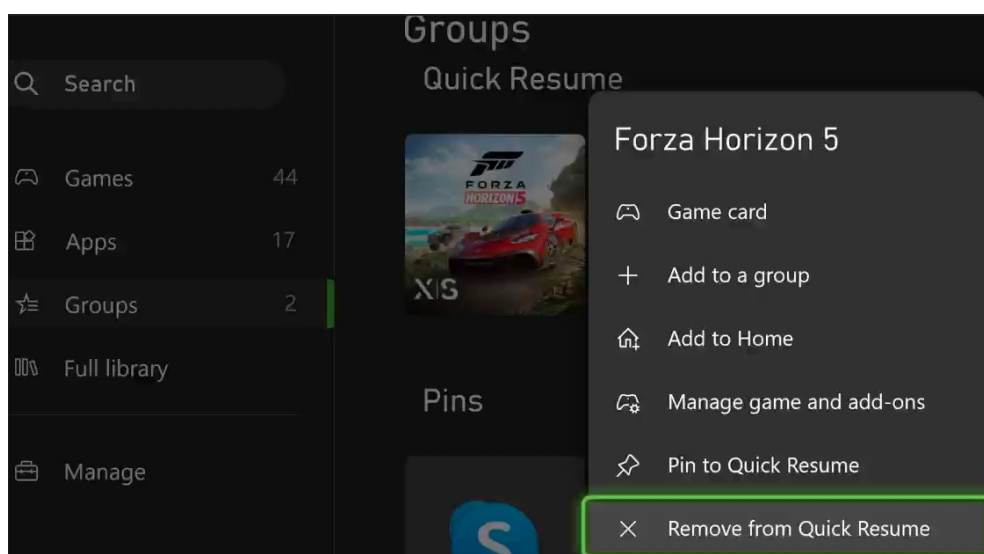 Groups
Quick Resume
Search
Games 44
Apps 17
Groups 2
Full library
Manage
FORZA
HORIZON 5
X|S
Pins
S
Forza Horizon 5
Game card
Add to a group
Add to Home
Manage game and add-ons
Pin to Quick Resume
Remove from Quick Resume